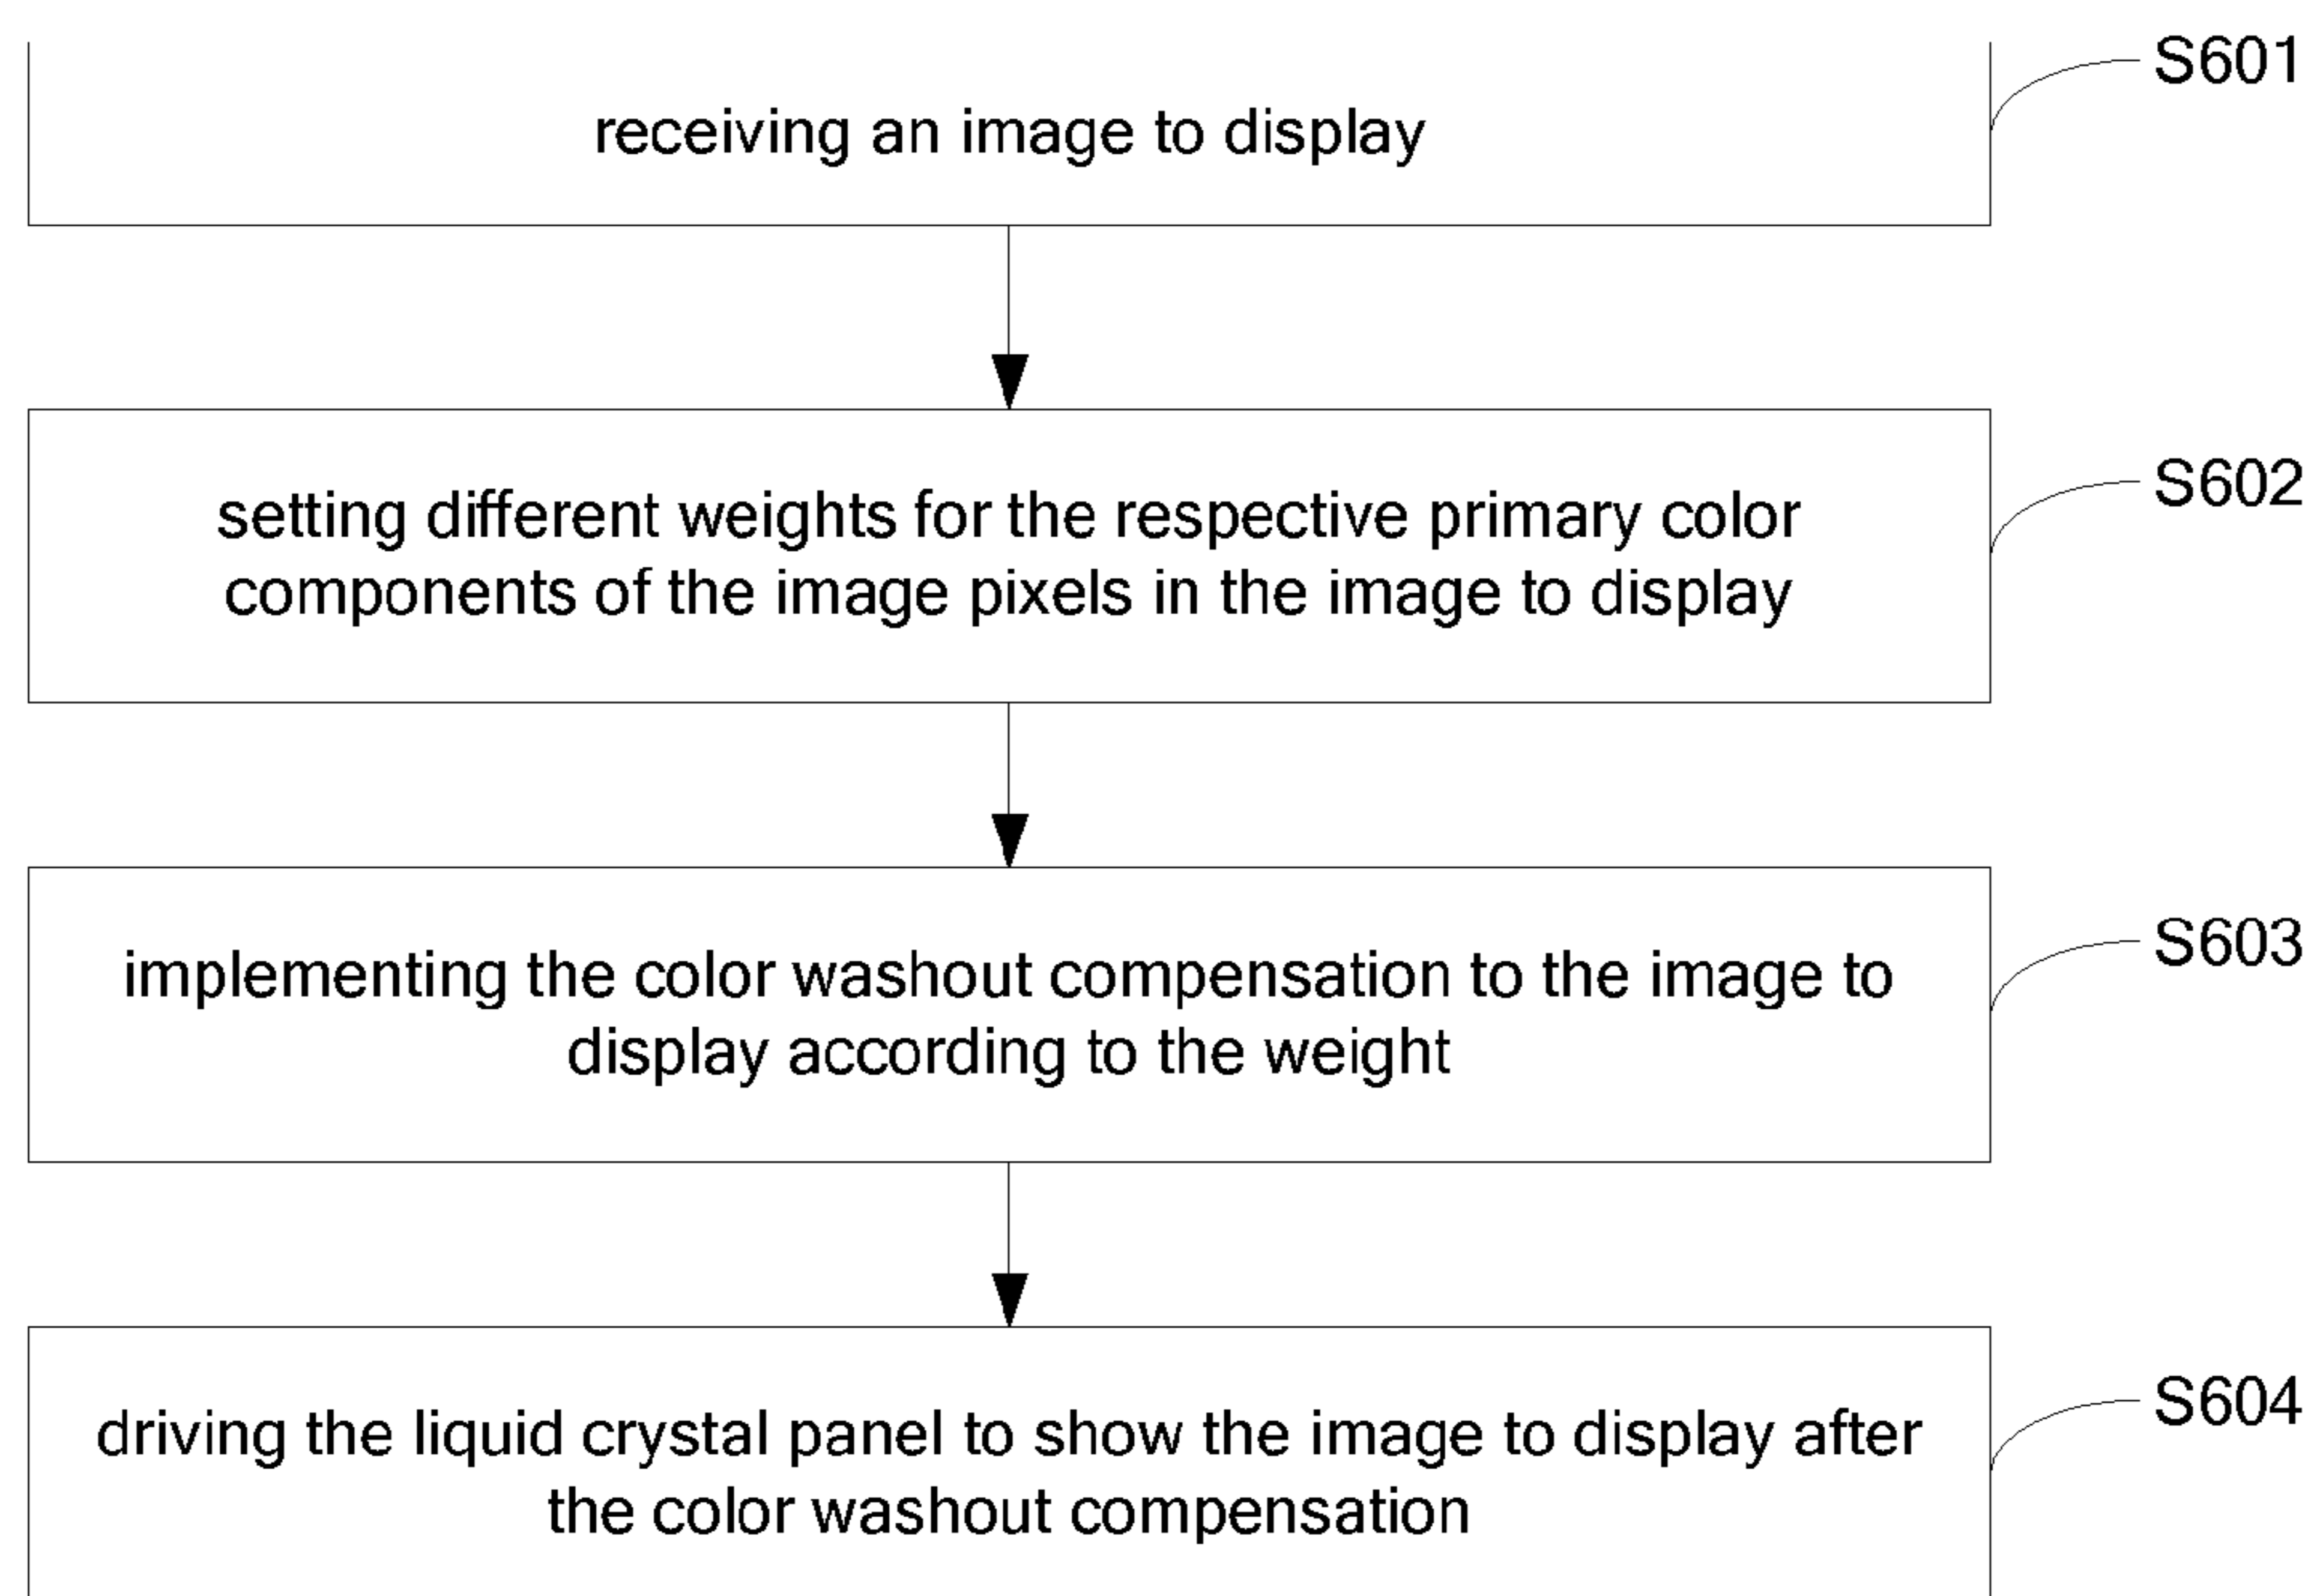 S601
receiving an image to display
S602
setting different weights for the respective primary color
components of the image pixels in the image to display
S603
implementing the color washout compensation to the image to
display according to the weight
S604
driving the liquid crystal panel to show the image to display after
the color washout compensation